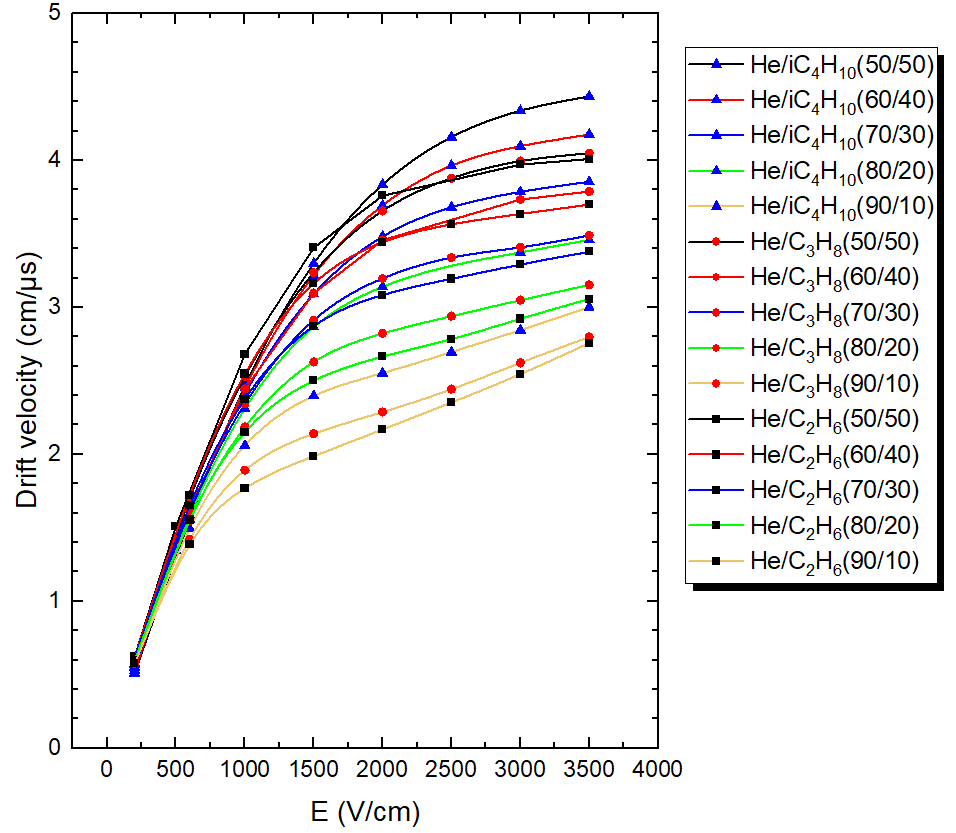 5
4
3
2
1
0
Drift velocity (cm/µs)
0 500 1000 1500 2000 2500 3000 3500 4000
E (V/cm)
He/iC₄H₁₀(50/50)
He/iC₄H₁₀(60/40)
He/iC₄H₁₀(70/30)
He/iC₄H₁₀(80/20)
He/iC₄H₁₀(90/10)
He/C₃H₈(50/50)
He/C₃H₈(60/40)
He/C₃H₈(70/30)
He/C₃H₈(80/20)
He/C₃H₈(90/10)
He/C₂H₆(50/50)
He/C₂H₆(60/40)
He/C₂H₆(70/30)
He/C₂H₆(80/20)
He/C₂H₆(90/10)